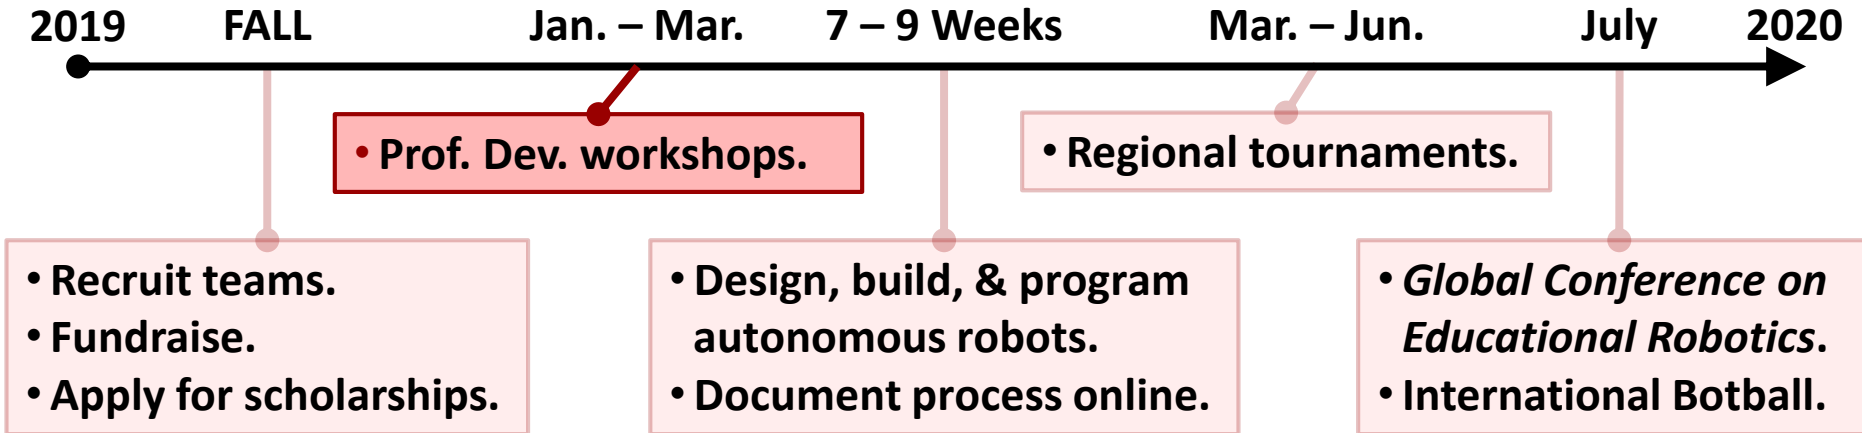 2019 FALL Jan. – Mar. 7 – 9 Weeks Mar. – Jun. July 2020
• Prof. Dev. workshops.
• Regional tournaments.
• Recruit teams.
• Fundraise.
• Apply for scholarships.
• Design, build, & program
autonomous robots.
• Document process online.
• Global Conference on
Educational Robotics.
• International Botball.